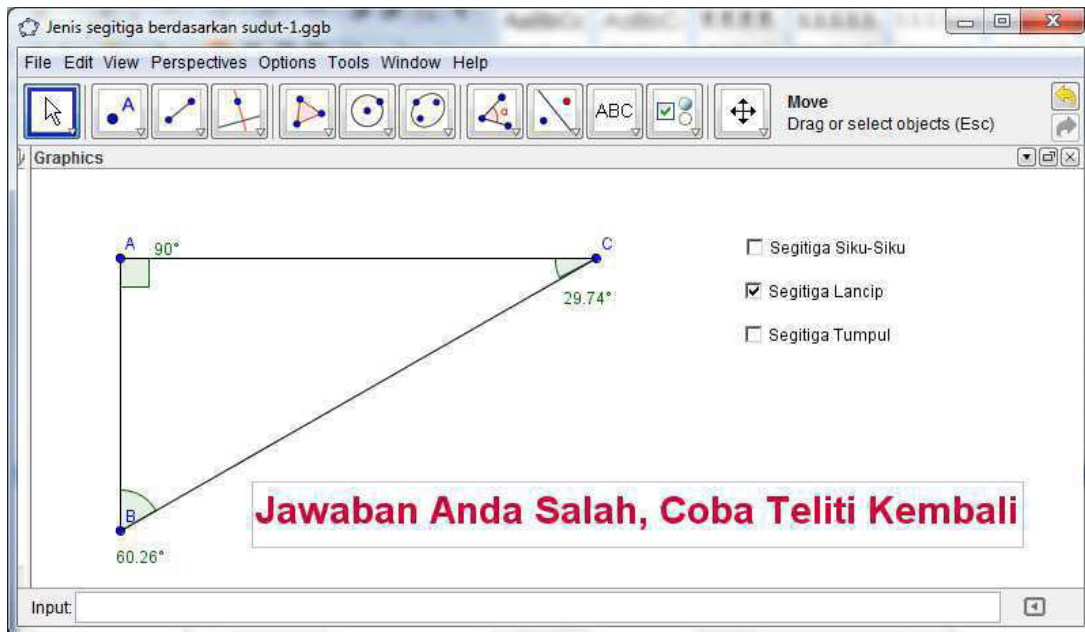 Jenis segitiga berdasarkan sudut-1.ggb
File Edit View Perspectives Options Tools Window Help
A
ABC
Move
Drag or select objects (Esc)
Graphics
A
90°
C
29.74°
B
60.26°
Segitiga Siku-Siku
Segitiga Lancip
Segitiga Tumpul
Jawaban Anda Salah, Coba Teliti Kembali
Input: